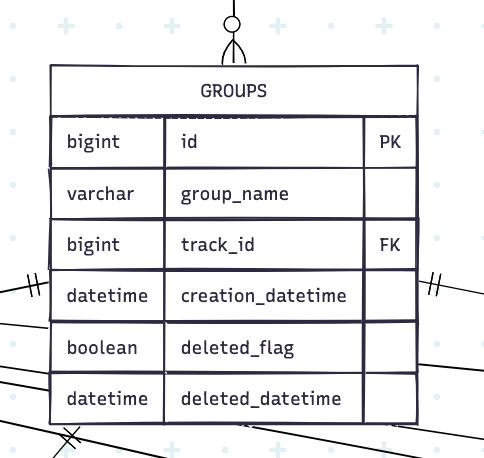 GROUPS
bigint id PK
varchar group_name
bigint track_id FK
datetime creation_datetime
boolean deleted_flag
datetime deleted_datetime